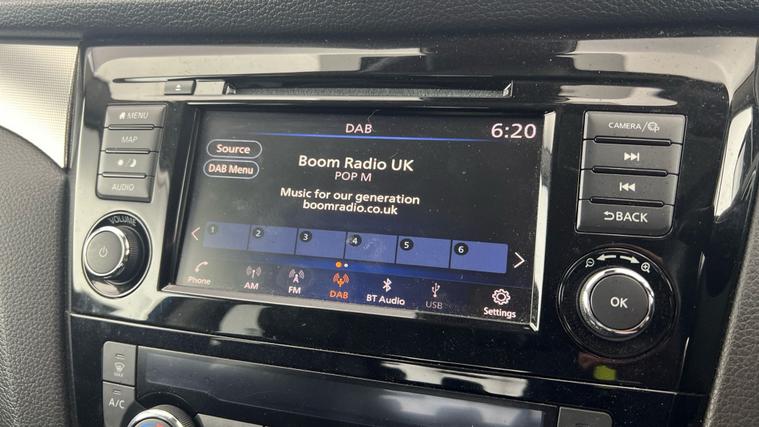 MENU
MAP
AUDIO
VOLUME
DAB
6:20
Source
DAB Menu
Boom Radio UK
POP M
Music for our generation
boomradio.co.uk
1 2 3 4 5 6
Phone
AM
FM
DAB
BT Audio
USB
Settings
CAMERA/
BACK
OK
MAX
A/C